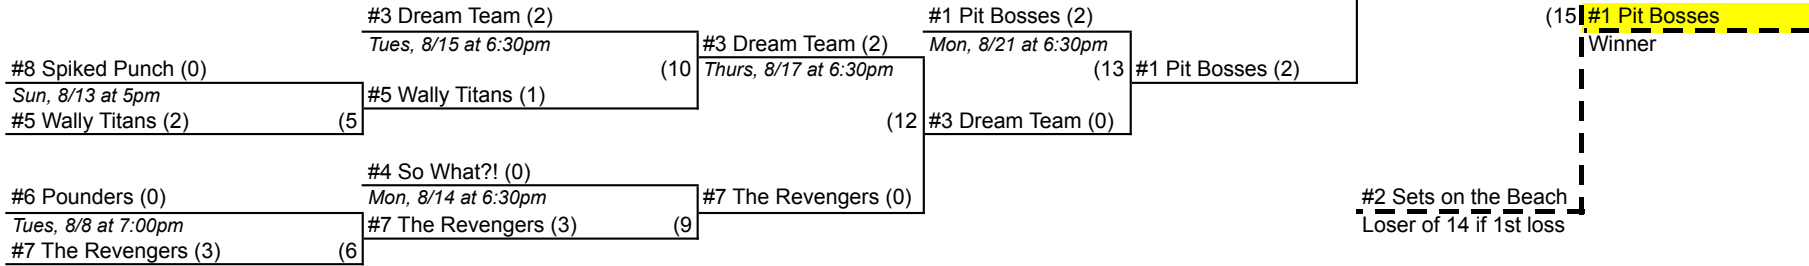 #8 Spiked Punch (0)
Sun, 8/13 at 5pm
#5 Wally Titans (2) (5
#6 Pounders (0)
Tues, 8/8 at 7:00pm
#7 The Revengers (3) (6
#3 Dream Team (2)
Tues, 8/15 at 6:30pm
(10
#5 Wally Titans (1)
#4 So What?! (0)
Mon, 8/14 at 6:30pm
#7 The Revengers (3) (9
#3 Dream Team (2)
Thurs, 8/17 at 6:30pm
(12
#7 The Revengers (0)
#1 Pit Bosses (2)
Mon, 8/21 at 6:30pm
(13
#3 Dream Team (0)
#1 Pit Bosses (2)
#2 Sets on the Beach
Loser of 14 if 1st loss
(15
#1 Pit Bosses
Winner